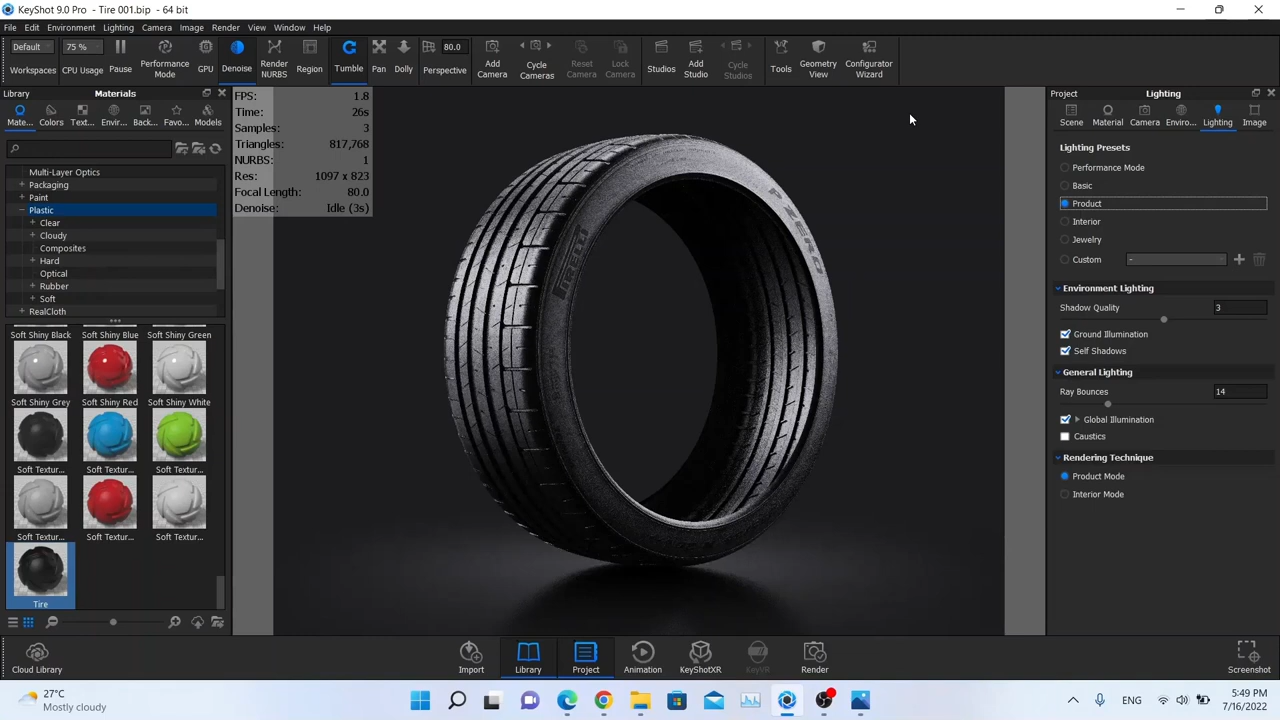 KeyShot 9.0 Pro - Tire 001.bip - 64 bit
File Edit Environment Lighting Camera Image Render View Window Help
Default 75 % 80.0
Workspaces CPU Usage Pause Performance Mode GPU Denoise Render NURBS Region Tumble Pan Dolly Perspective Add Camera Cycle Cameras Reset Camera Lock Camera Studios Add Studio Cycle Studios Tools Geometry View Configurator Wizard
Library Materials
Mate... Colors Text... Envir... Back... Favo... Models
Multi-Layer Optics
Packaging
Paint
Plastic
Clear
Cloudy
Composites
Hard
Optical
Rubber
Soft
RealCloth
Soft Shiny Black Soft Shiny Blue Soft Shiny Green
Soft Shiny Grey Soft Shiny Red Soft Shiny White
Soft Textur... Soft Textur... Soft Textur...
Soft Textur... Soft Textur... Soft Textur...
Tire
FPS: 1.8
Time: 26s
Samples: 3
Triangles: 817,768
NURBS: 1
Res: 1097 x 823
Focal Length: 80.0
Denoise: Idle (3s)
PIRELLI
P ZERO
Project Lighting
Scene Material Camera Enviro... Lighting Image
Lighting Presets
Performance Mode
Basic
Product
Interior
Jewelry
Custom -
Environment Lighting
Shadow Quality 3
Ground Illumination
Self Shadows
General Lighting
Ray Bounces 14
Global Illumination
Caustics
Rendering Technique
Product Mode
Interior Mode
Cloud Library Import Library Project Animation KeyShotXR KeyVR Render Screenshot
27°C
Mostly cloudy
ENG
5:49 PM
7/16/2022